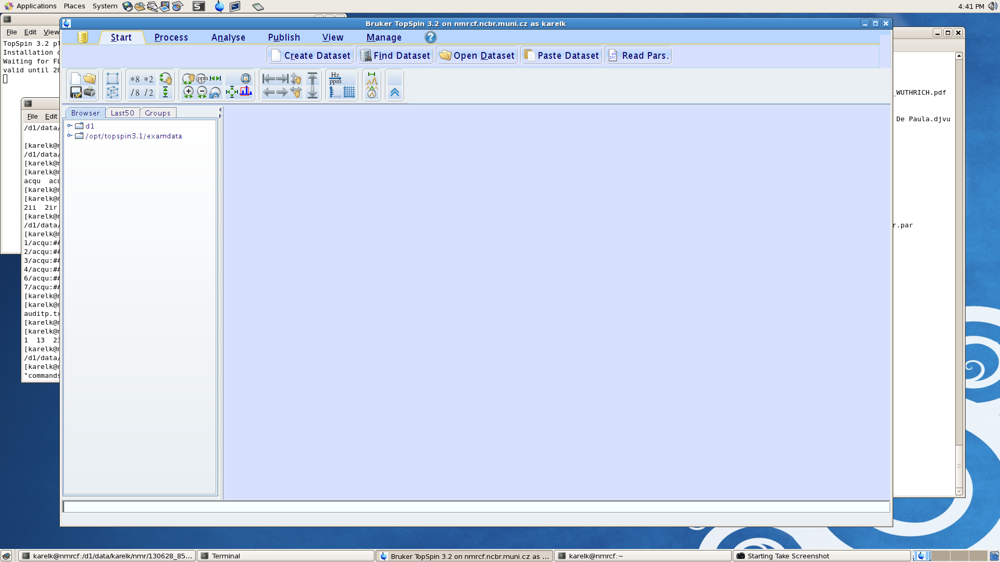 Applications Places System
4:41 PM
Bruker TopSpin 3.2 on nmrcf.ncbr.muni.cz as karelk
File Edit View
TopSpin 3.2 pl
Installation
Waiting for FL
valid until 20
Start Process Analyse Publish View Manage ?
Create Dataset Find Dataset Open Dataset Paste Dataset Read Pars.
*8 *2 ppm Hz ppm
/8 /2
Browser Last50 Groups
d1
/opt/topspin3.1/examdata
File Edit
/d1/data/
[karelk@n
/d1/data/
[karelk@n
[karelk@n
acqu acq
[karelk@n
[karelk@n
2ii 2ir
[karelk@n
/d1/data/
[karelk@n
1/acqu:##
2/acqu:##
3/acqu:##
4/acqu:##
6/acqu:##
7/acqu:##
[karelk@n
[karelk@n
auditp.tx
[karelk@n
[karelk@n
1 13 23
[karelk@n
/d1/data/
[karelk@n
"commands
_WUTHRICH.pdf
De Paula.djvu
r.par
karelk@nmrcf:/d1/data/karelk/nmr/130628_85...
Terminal
Bruker TopSpin 3.2 on nmrcf.ncbr.muni.cz as ...
karelk@nmrcf:~
Starting Take Screenshot